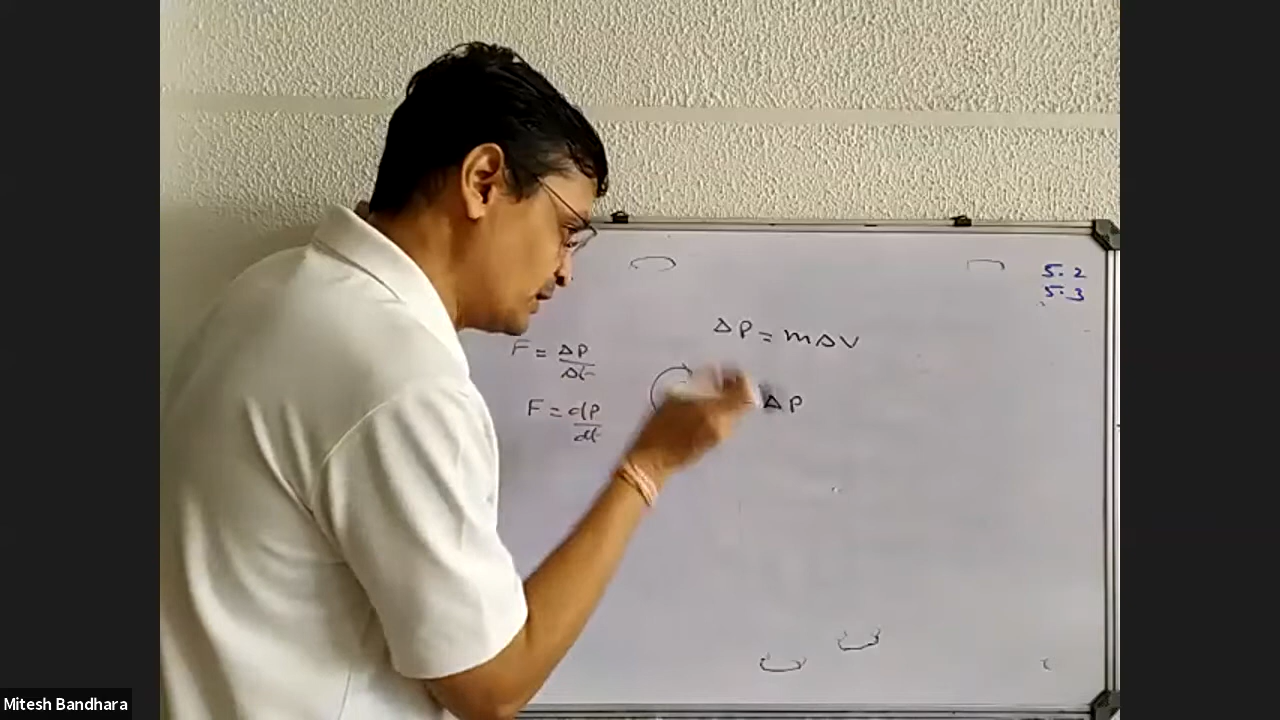 5.2
5.3
ΔP = mΔV
F = ΔP/Δt
ΔP
F = dP/dt
Mitesh Bandhara